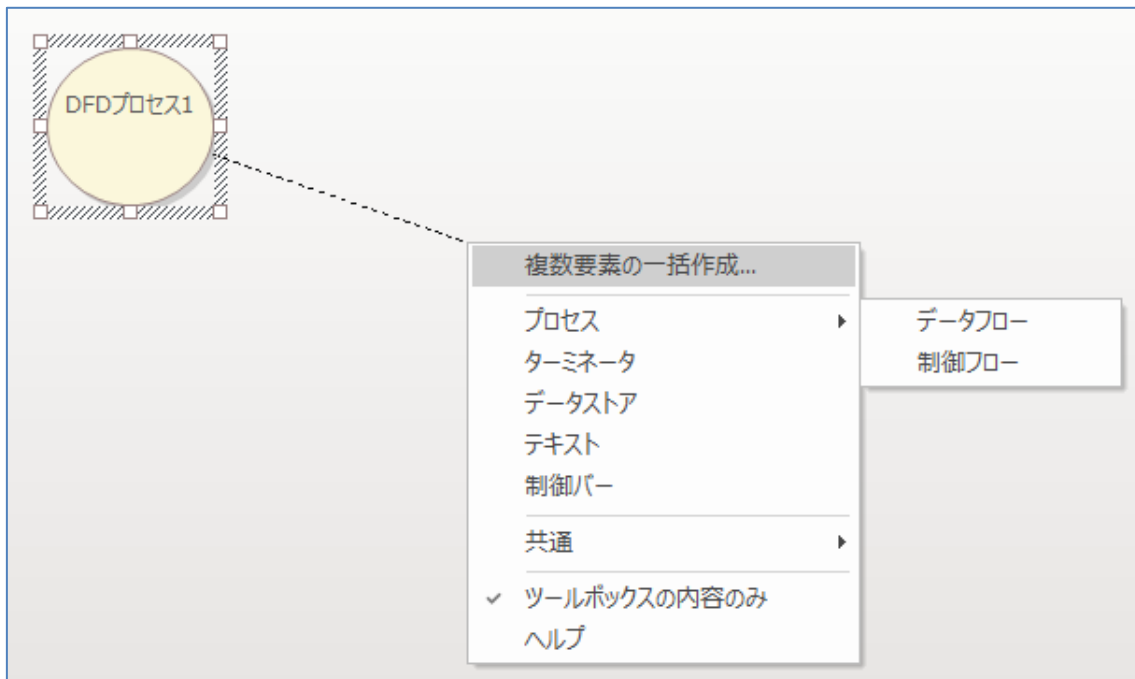 DFDプロセス1
複数要素の一括作成...
プロセス
データフロー
ターミネータ
制御フロー
データストア
テキスト
制御バー
共通
ツールボックスの内容のみ
ヘルプ